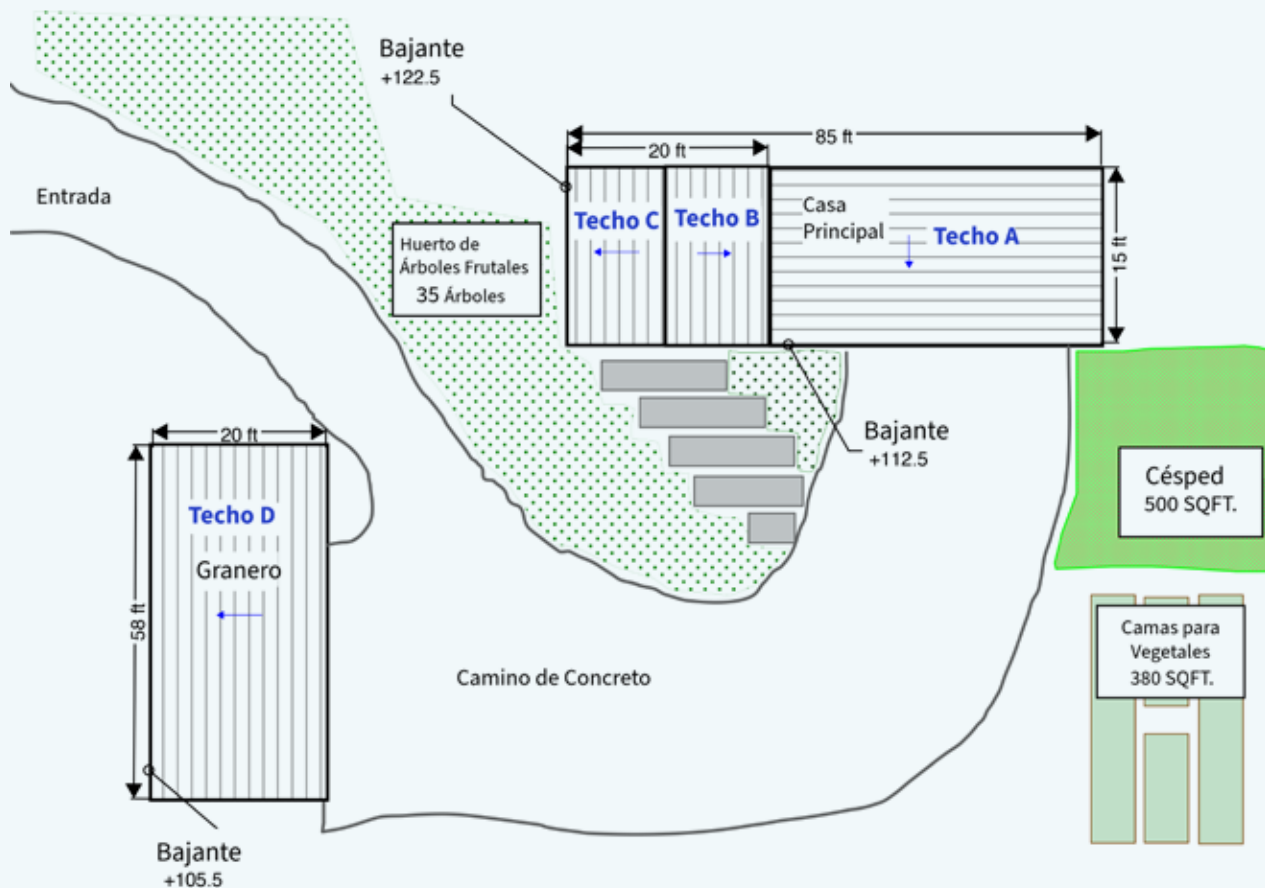 Bajante
+122.5
85 ft
20 ft
Entrada
Techo C
Techo B
Casa
Principal
Techo A
15 ft
Huerto de
Árboles Frutales
35 Árboles
20 ft
Bajante
+112.5
Césped
500 SQFT.
Techo D
Granero
58 ft
Camas para
Vegetales
380 SQFT.
Camino de Concreto
Bajante
+105.5